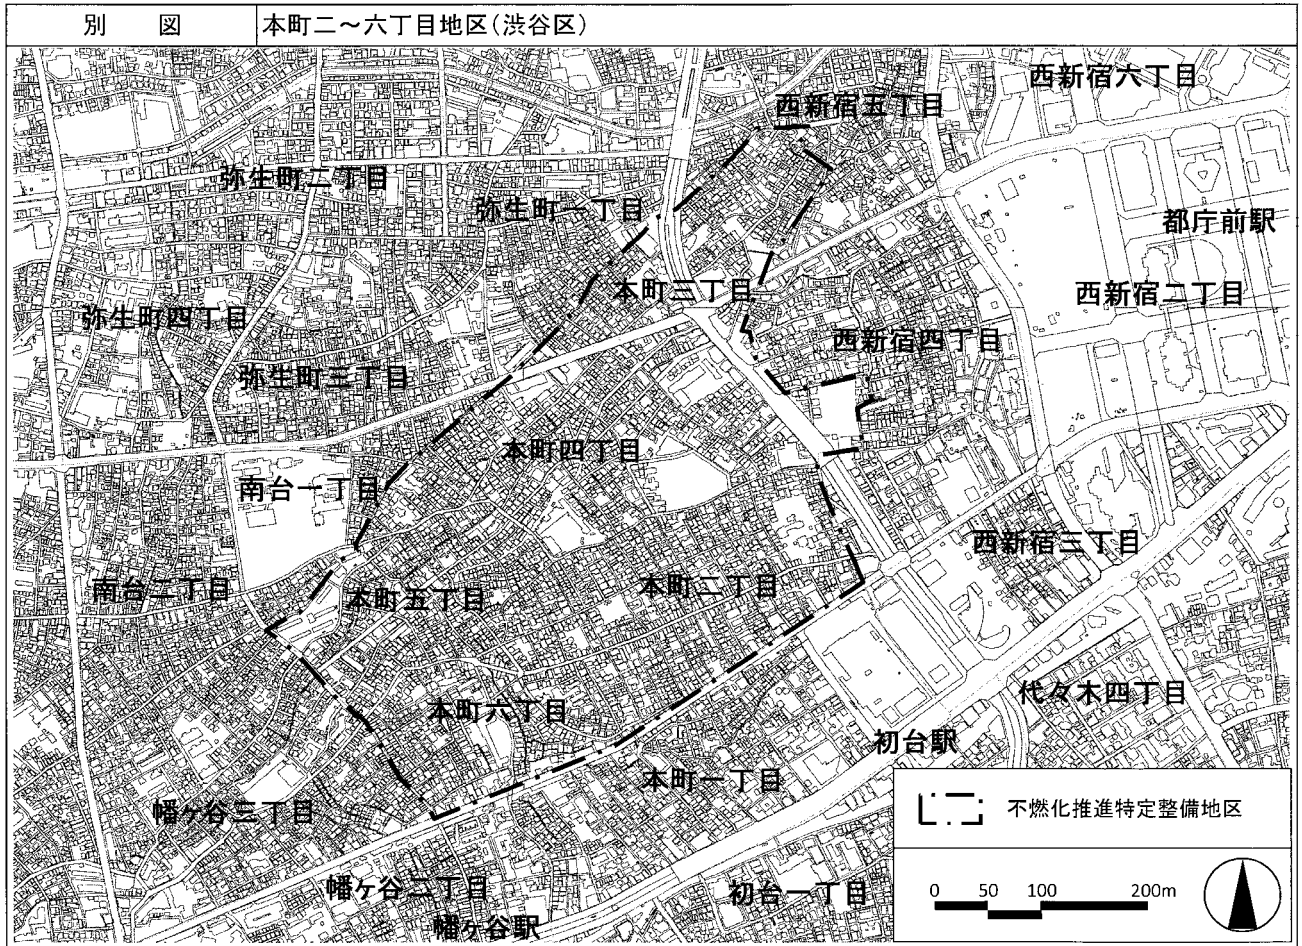 別 図
本町二～六丁目地区(渋谷区)
西新宿六丁目
西新宿五丁目
弥生町二丁目
弥生町一丁目
都庁前駅
本町三丁目
西新宿二丁目
弥生町四丁目
西新宿四丁目
弥生町三丁目
本町四丁目
南台一丁目
西新宿三丁目
南台二丁目
本町五丁目
本町二丁目
代々木四丁目
本町六丁目
初台駅
本町一丁目
幡ヶ谷三丁目
不燃化推進特定整備地区
幡ヶ谷二丁目
初台一丁目
幡ヶ谷駅
0 50 100 200m